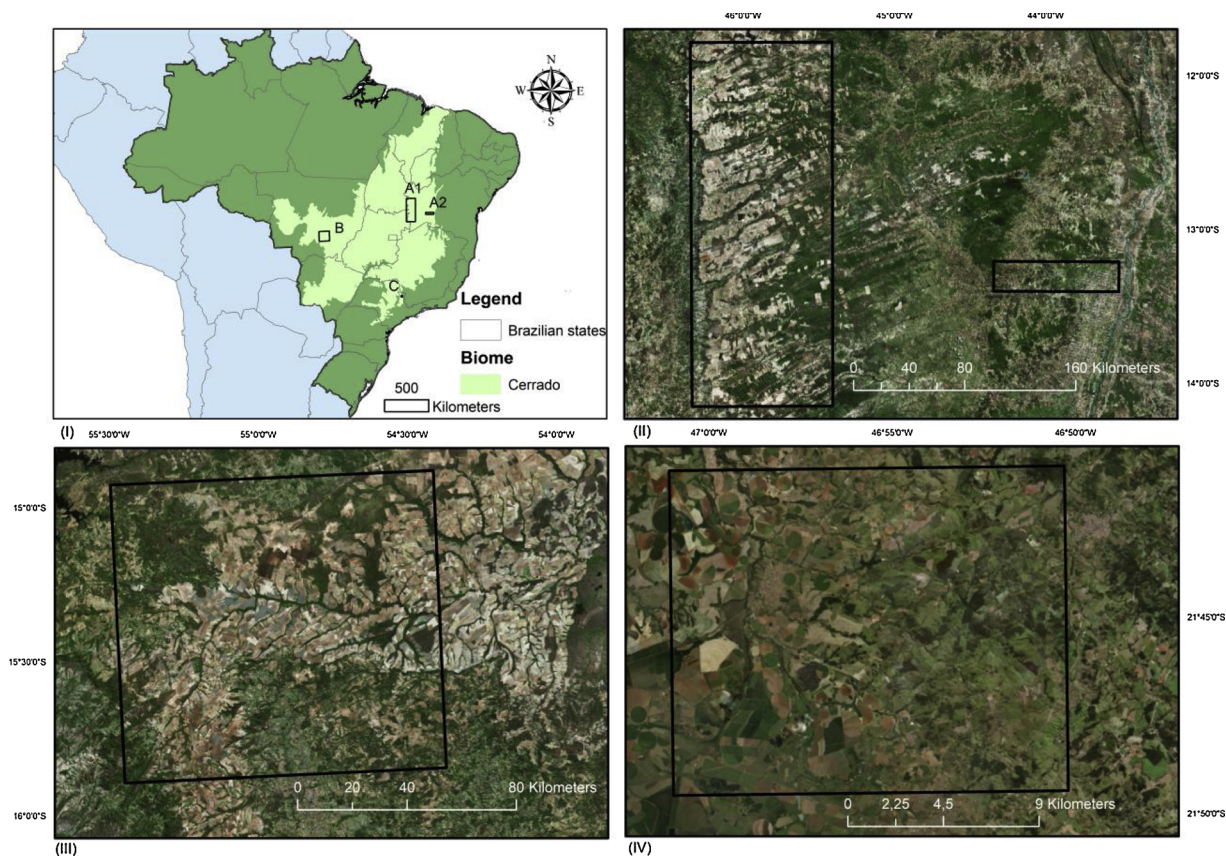 46°0'0"W 45°0'0"W 44°0'0"W
N
W E
S
A1
A2
B
C
Legend
Brazilian states
Biome
Cerrado
500
Kilometers
(I)
12°0'0"S
13°0'0"S
14°0'0"S
0 40 80 160 Kilometers
(II)
55°30'0"W 55°0'0"W 54°30'0"W 54°0'0"W
15°0'0"S
15°30'0"S
16°0'0"S
0 20 40 80 Kilometers
(III)
47°0'0"W 46°55'0"W 46°50'0"W
21°45'0"S
21°50'0"S
0 2,25 4,5 9 Kilometers
(IV)